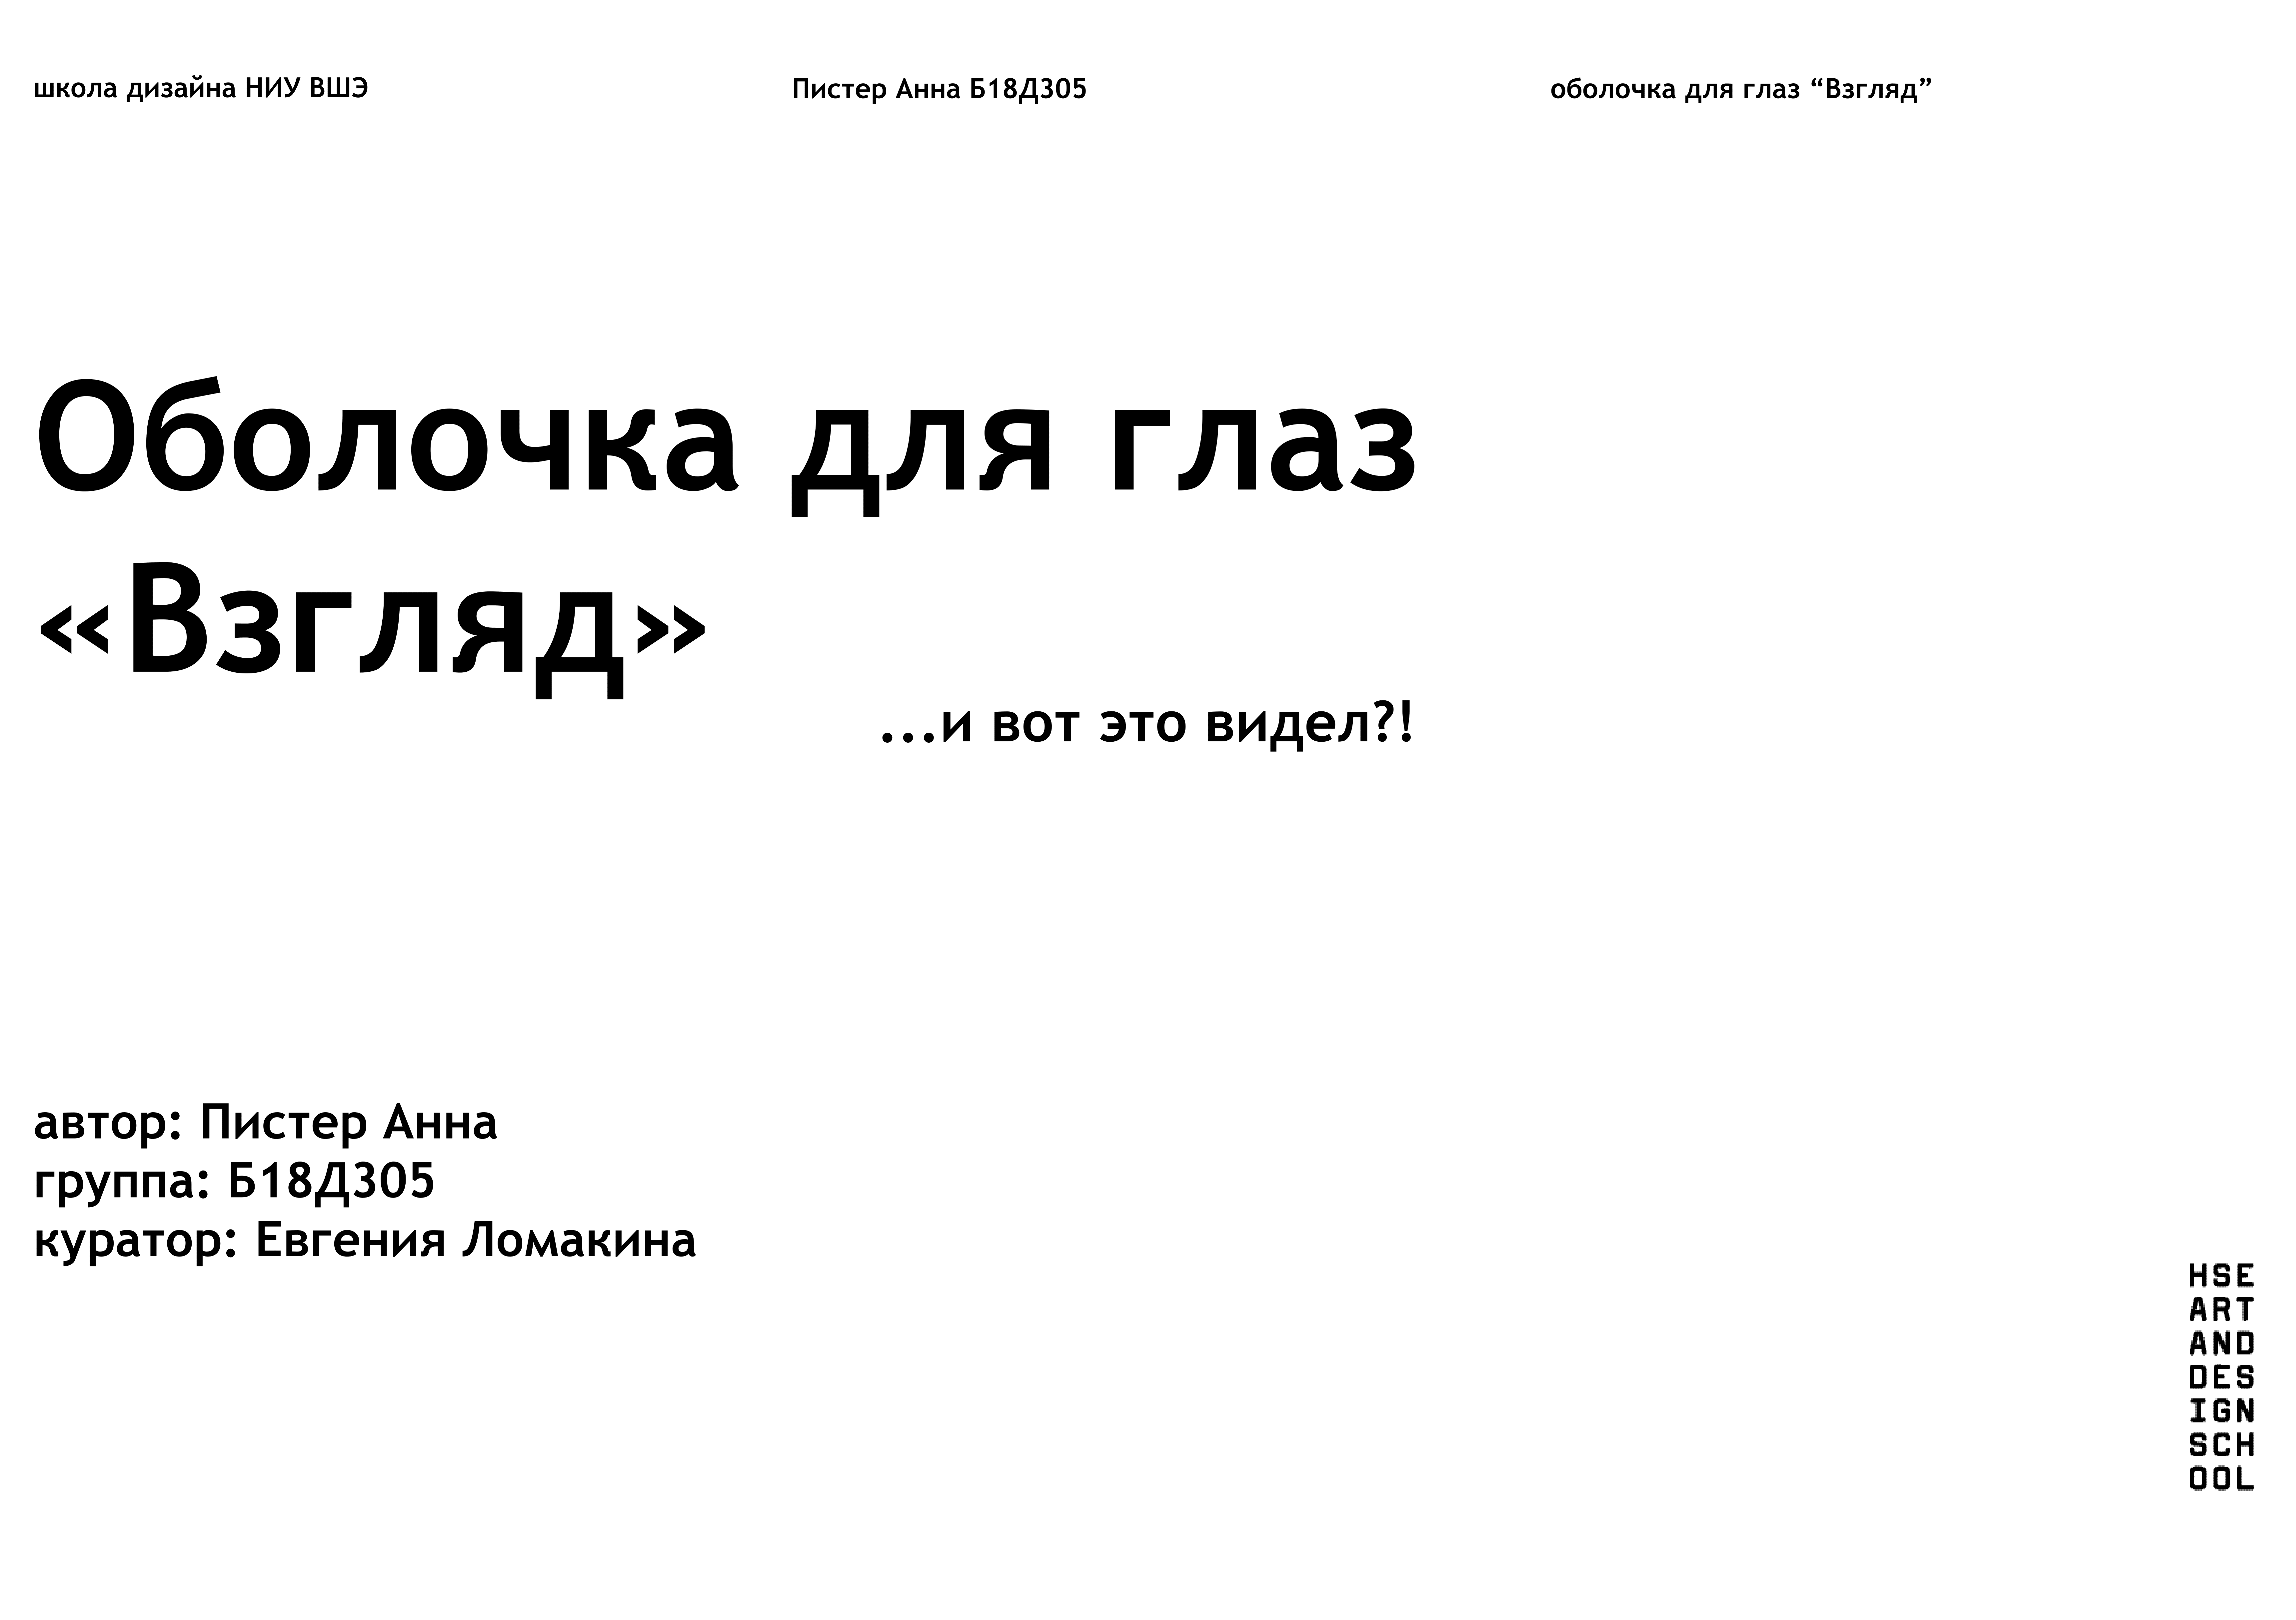 школа дизайна НИУ ВШЭ
Пистер Анна Б18Д305
оболочка для глаз “Взгляд”
Оболочка для глаз
«Взгляд»
...и вот это видел?!
автор: Пистер Анна
группа: Б18Д305
куратор: Евгения Ломакина
HSE
ART
AND
DES
IGN
SCH
OOL